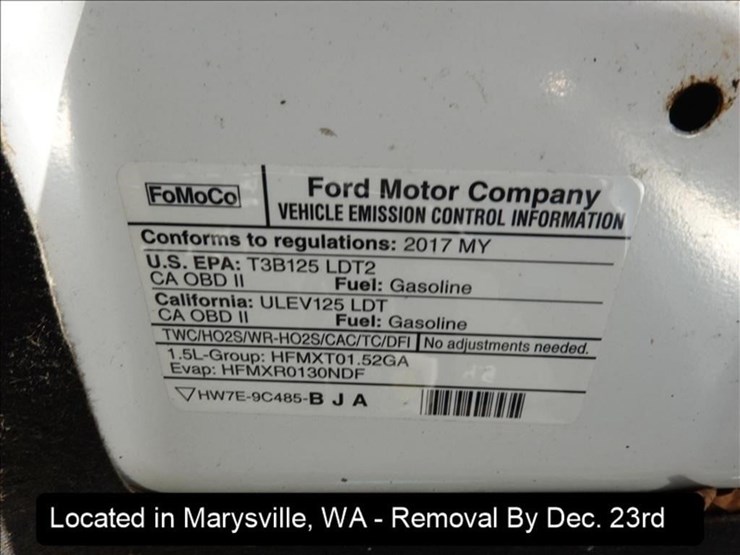 FoMoCo
Ford Motor Company
VEHICLE EMISSION CONTROL INFORMATION
Conforms to regulations: 2017 MY
U.S. EPA: T3B125 LDT2
CA OBD II Fuel: Gasoline
California: ULEV125 LDT
CA OBD II Fuel: Gasoline
TWC/HO2S/WR-HO2S/CAC/TC/DFI No adjustments needed.
1.5L-Group: HFMXT01.52GA
Evap: HFMXR0130NDF
HW7E-9C485-B J A
Located in Marysville, WA - Removal By Dec. 23rd